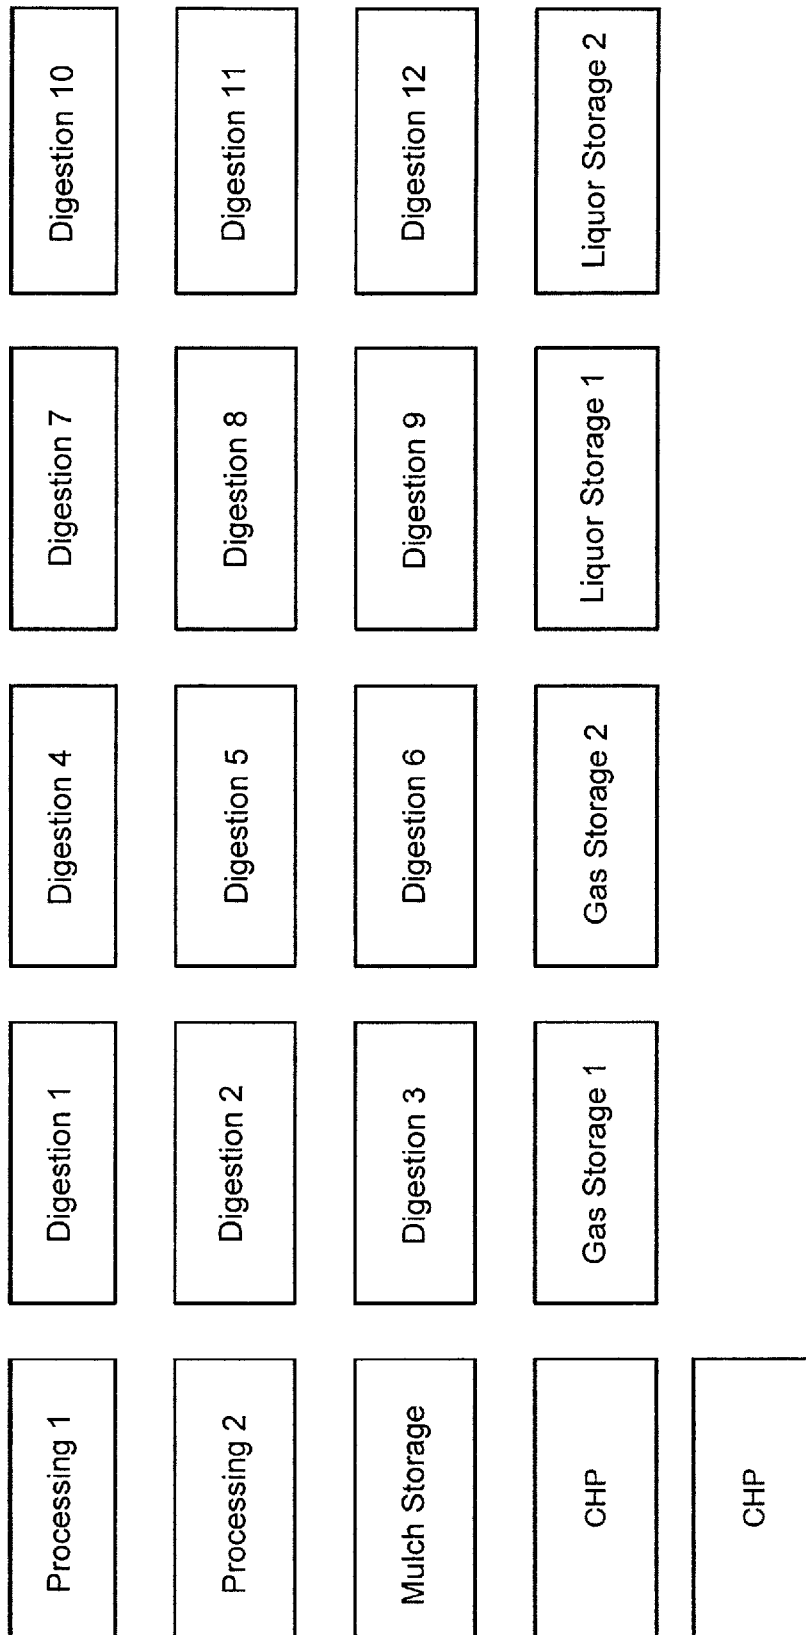 Processing 1
Digestion 1
Digestion 4
Digestion 7
Digestion 10
Processing 2
Digestion 2
Digestion 5
Digestion 8
Digestion 11
Mulch Storage
Digestion 3
Digestion 6
Digestion 9
Digestion 12
CHP
Gas Storage 1
Gas Storage 2
Liquor Storage 1
Liquor Storage 2
CHP